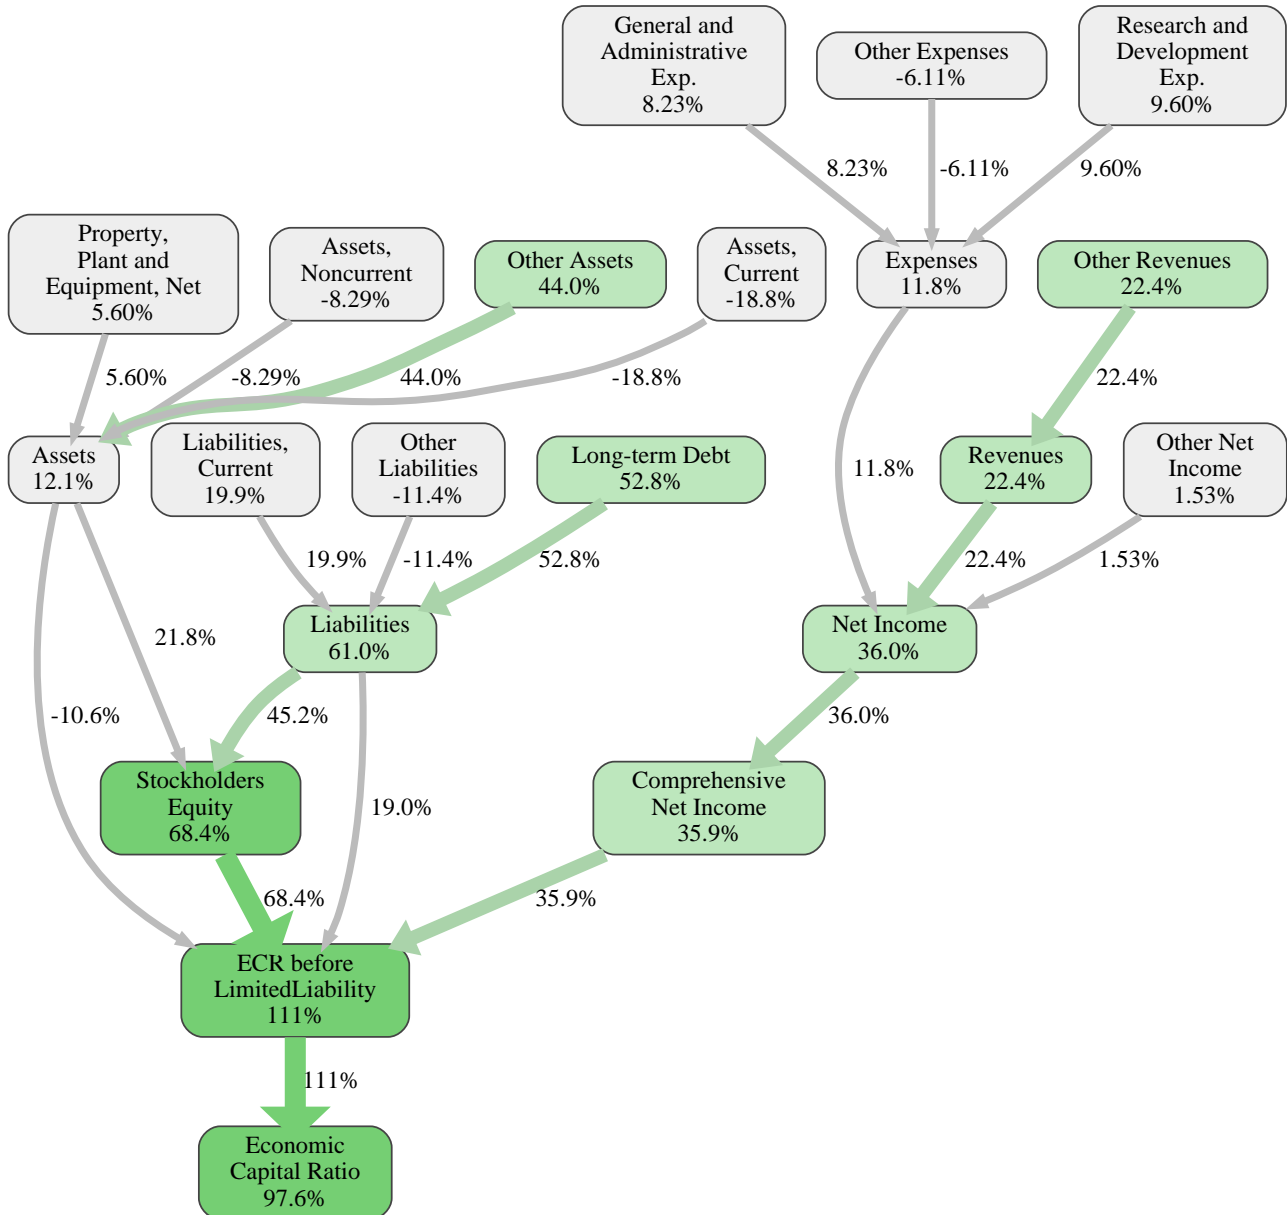 General and
Administrative
Exp.
8.23%
Other Expenses
-6.11%
Research and
Development
Exp.
9.60%
8.23%
-6.11%
9.60%
Property,
Plant and
Equipment, Net
5.60%
Assets,
Noncurrent
-8.29%
Other Assets
44.0%
Assets,
Current
-18.8%
Expenses
11.8%
Other Revenues
22.4%
5.60%
-8.29%
44.0%
-18.8%
22.4%
Assets
12.1%
Liabilities,
Current
19.9%
Other
Liabilities
-11.4%
Long-term Debt
52.8%
11.8%
Revenues
22.4%
Other Net
Income
1.53%
19.9%
-11.4%
52.8%
22.4%
1.53%
21.8%
Liabilities
61.0%
Net Income
36.0%
-10.6%
45.2%
36.0%
Stockholders
Equity
68.4%
19.0%
Comprehensive
Net Income
35.9%
68.4%
35.9%
ECR before
LimitedLiability
111%
111%
Economic
Capital Ratio
97.6%